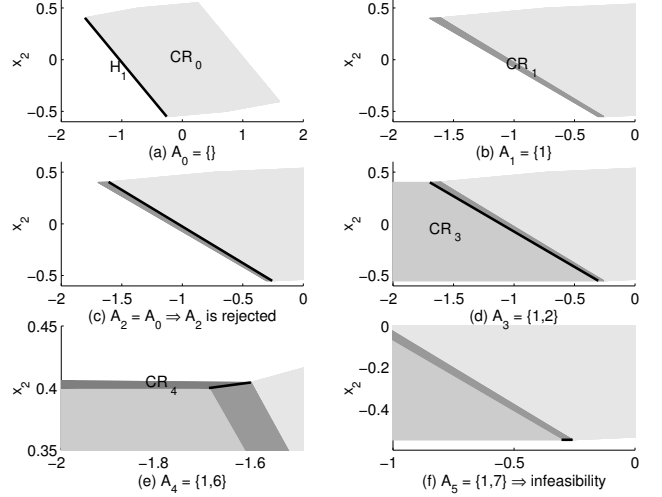 0.5
0
−0.5
x₂
H₁
CR₀
−2 −1 0 1 2
(a) A₀ = {}
0.5
0
−0.5
x₂
CR₁
−2 −1.5 −1 −0.5 0
(b) A₁ = {1}
0.5
0
−0.5
x₂
−2 −1.5 −1 −0.5 0
(c) A₂ = A₀ ⇒ A₂ is rejected
0.5
0
−0.5
x₂
CR₃
−2 −1.5 −1 −0.5 0
(d) A₃ = {1,2}
0.45
0.4
0.35
x₂
CR₄
−2 −1.8 −1.6
(e) A₄ = {1,6}
0
−0.2
−0.4
x₂
−1 −0.5 0
(f) A₅ = {1,7} ⇒ infeasibility